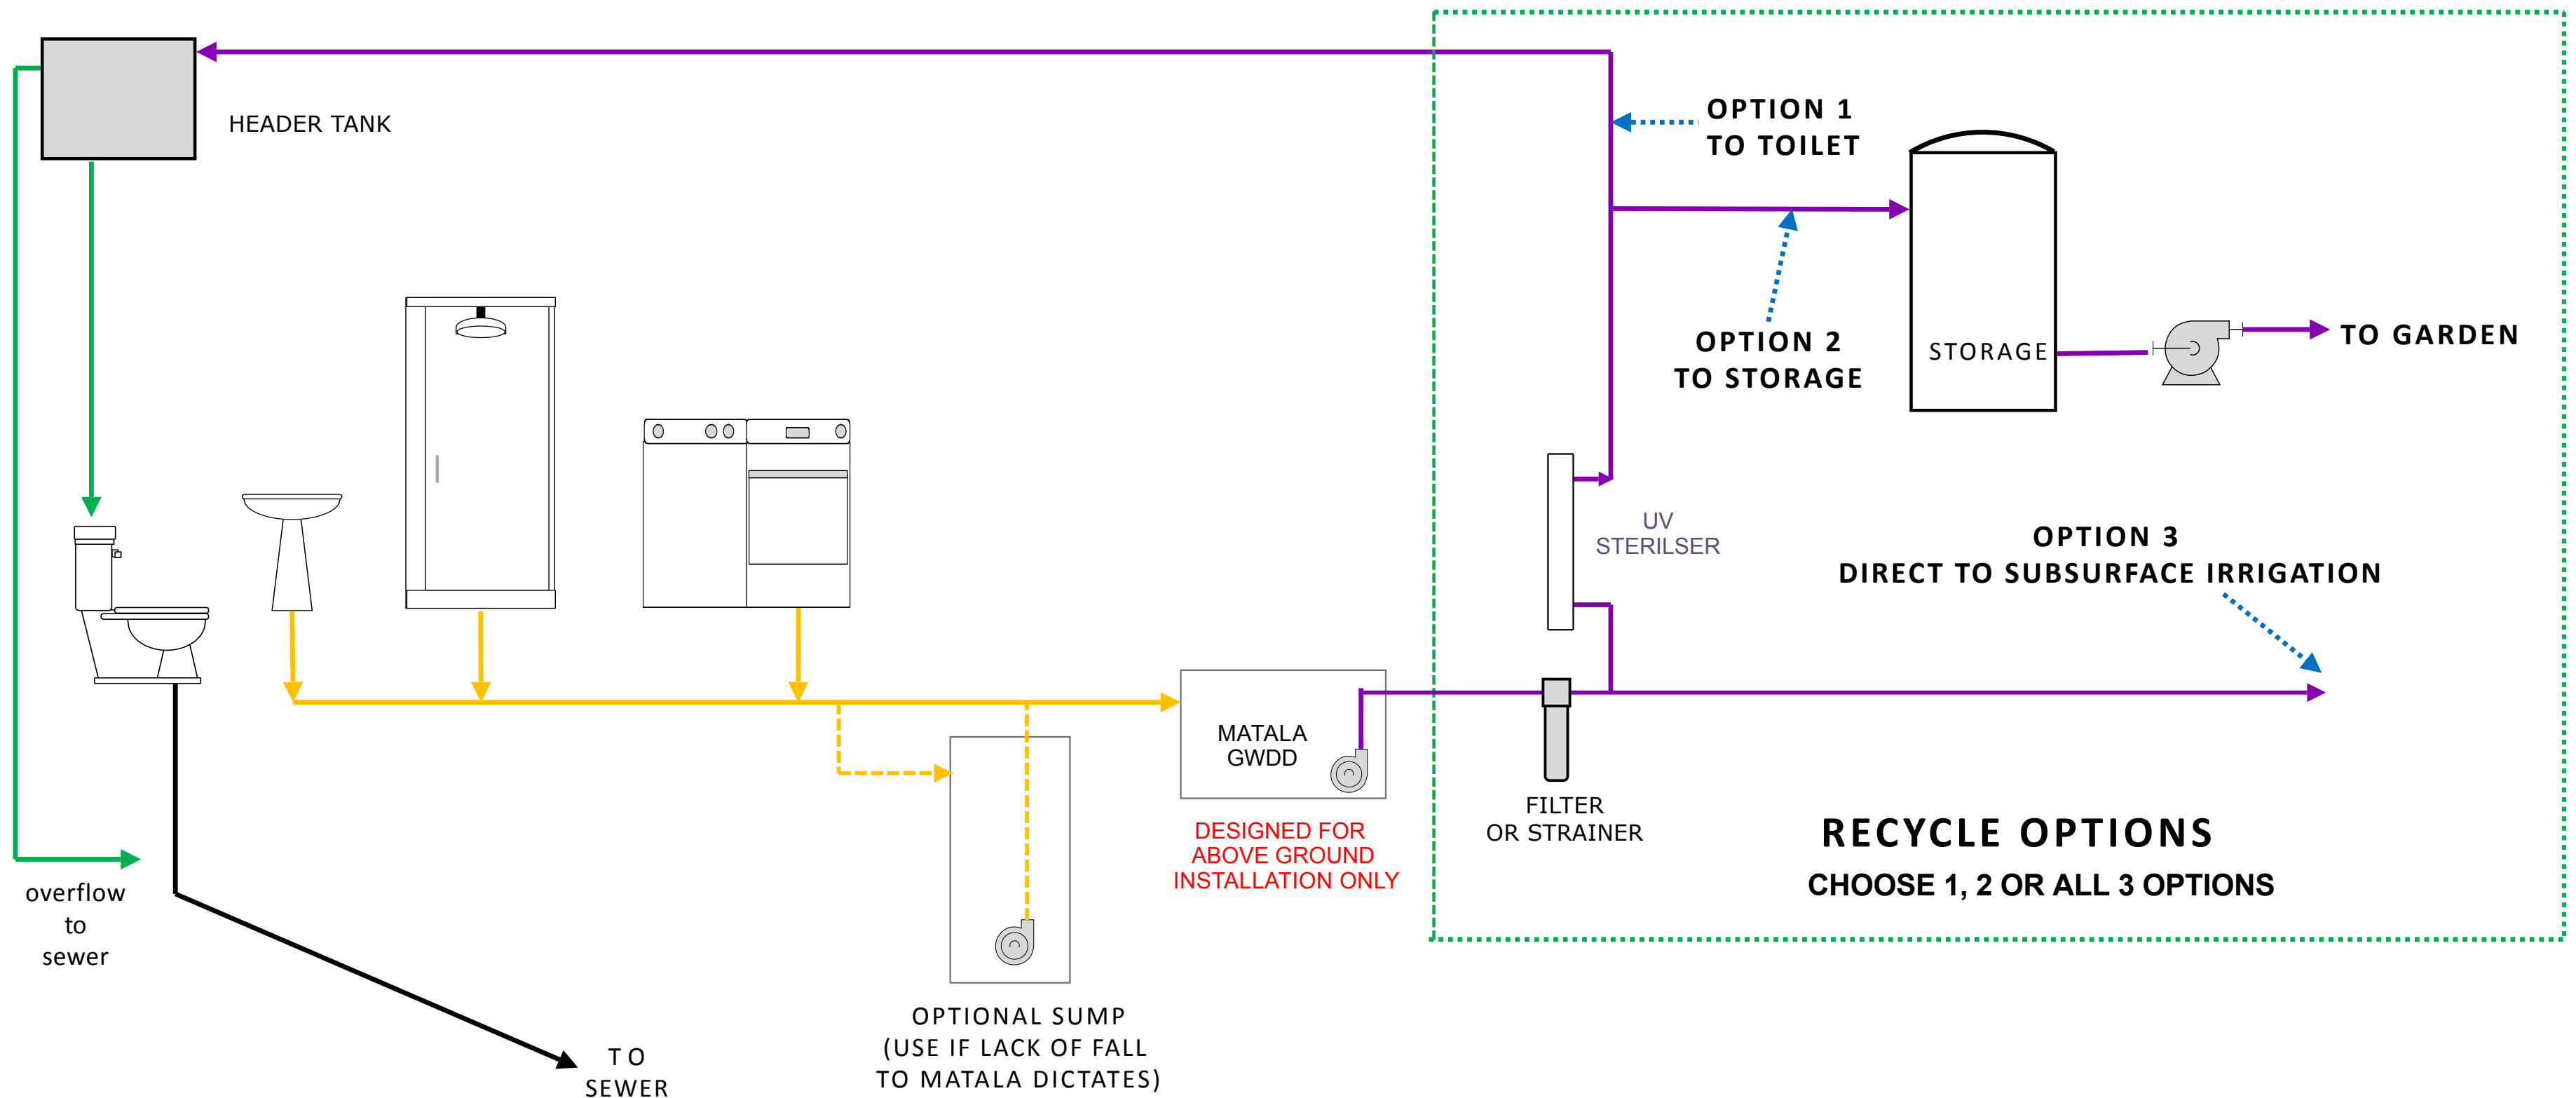 HEADER TANK
OPTION 1
TO TOILET
OPTION 2
TO STORAGE
STORAGE
TO GARDEN
UV
STERILSER
OPTION 3
DIRECT TO SUBSURFACE IRRIGATION
MATALA
GWDD
DESIGNED FOR
ABOVE GROUND
INSTALLATION ONLY
FILTER
OR STRAINER
RECYCLE OPTIONS
CHOOSE 1, 2 OR ALL 3 OPTIONS
overflow
to
sewer
OPTIONAL SUMP
(USE IF LACK OF FALL
TO MATALA DICTATES)
TO
SEWER